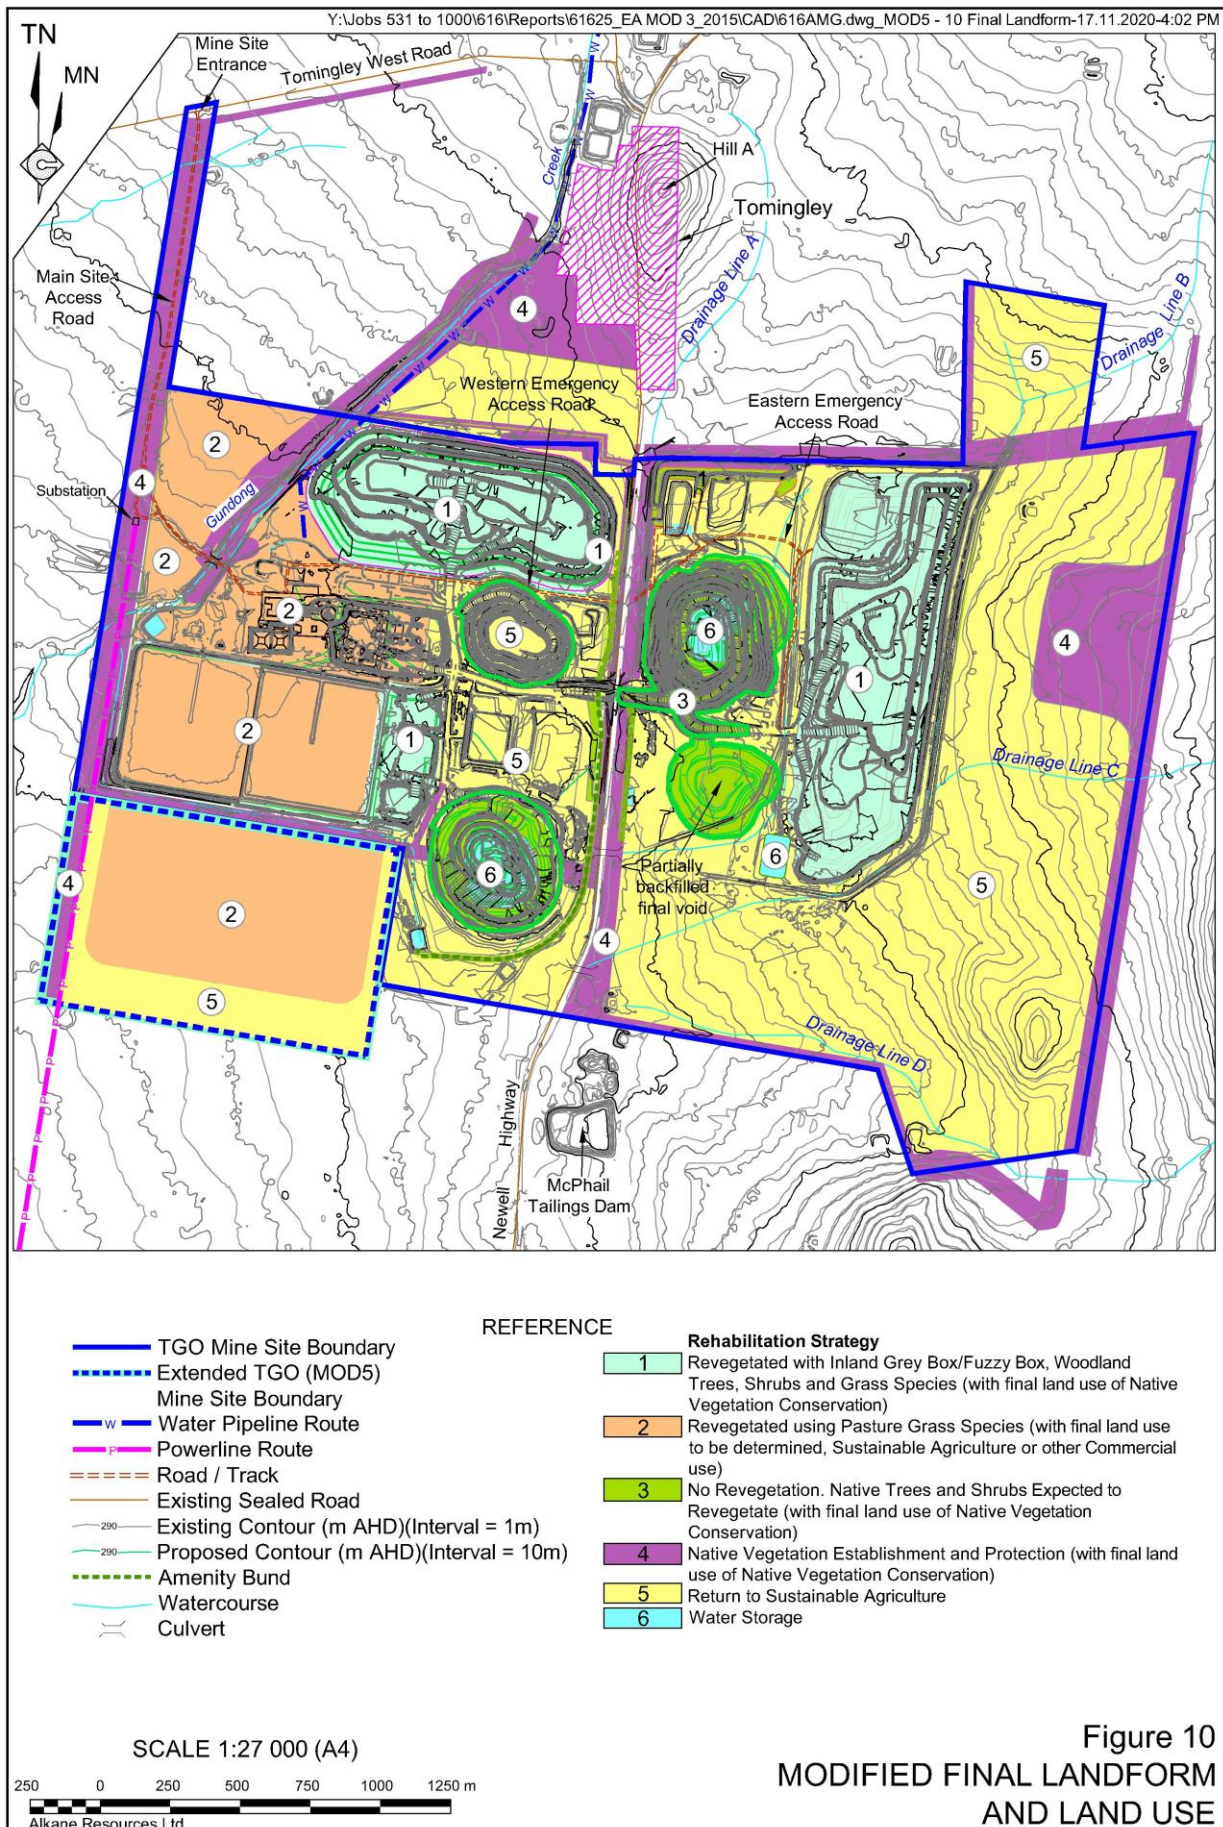 Y:\Jobs 531 to 1000\616\Reports\61625_EA MOD 3_2015\CAD\616AMG.dwg_MOD5 - 10 Final Landform-17.11.2020-4:02 PM
TN
MN
Mine Site
Entrance
Tomingley West Road
W
W
Creek
Hill A
Tomingley
Main Site
Access
Road
W
4
W
Drainage Line A
Drainage Line B
5
Western Emergency
Access Road
Eastern Emergency
Access Road
2
W
W
W
4
Substation
Gundong
W
1
1
2
2
5
6
4
3
1
2
1
5
Drainage Line C
6
6
Partially
backfilled
final void
5
4
2
4
P
5
Drainage Line D
P
P
P
Newell Highway
McPhail
Tailings Dam
REFERENCE
TGO Mine Site Boundary
Extended TGO (MOD5)
Mine Site Boundary
W Water Pipeline Route
P Powerline Route
Road / Track
Existing Sealed Road
290 Existing Contour (m AHD)(Interval = 1m)
290 Proposed Contour (m AHD)(Interval = 10m)
Amenity Bund
Watercourse
Culvert
Rehabilitation Strategy
1 Revegetated with Inland Grey Box/Fuzzy Box, Woodland
Trees, Shrubs and Grass Species (with final land use of Native
Vegetation Conservation)
2 Revegetated using Pasture Grass Species (with final land use
to be determined, Sustainable Agriculture or other Commercial
use)
3 No Revegetation. Native Trees and Shrubs Expected to
Revegetate (with final land use of Native Vegetation
Conservation)
4 Native Vegetation Establishment and Protection (with final land
use of Native Vegetation Conservation)
5 Return to Sustainable Agriculture
6 Water Storage
SCALE 1:27 000 (A4)
250 0 250 500 750 1000 1250 m
Alkane Resources Ltd
Figure 10
MODIFIED FINAL LANDFORM
AND LAND USE